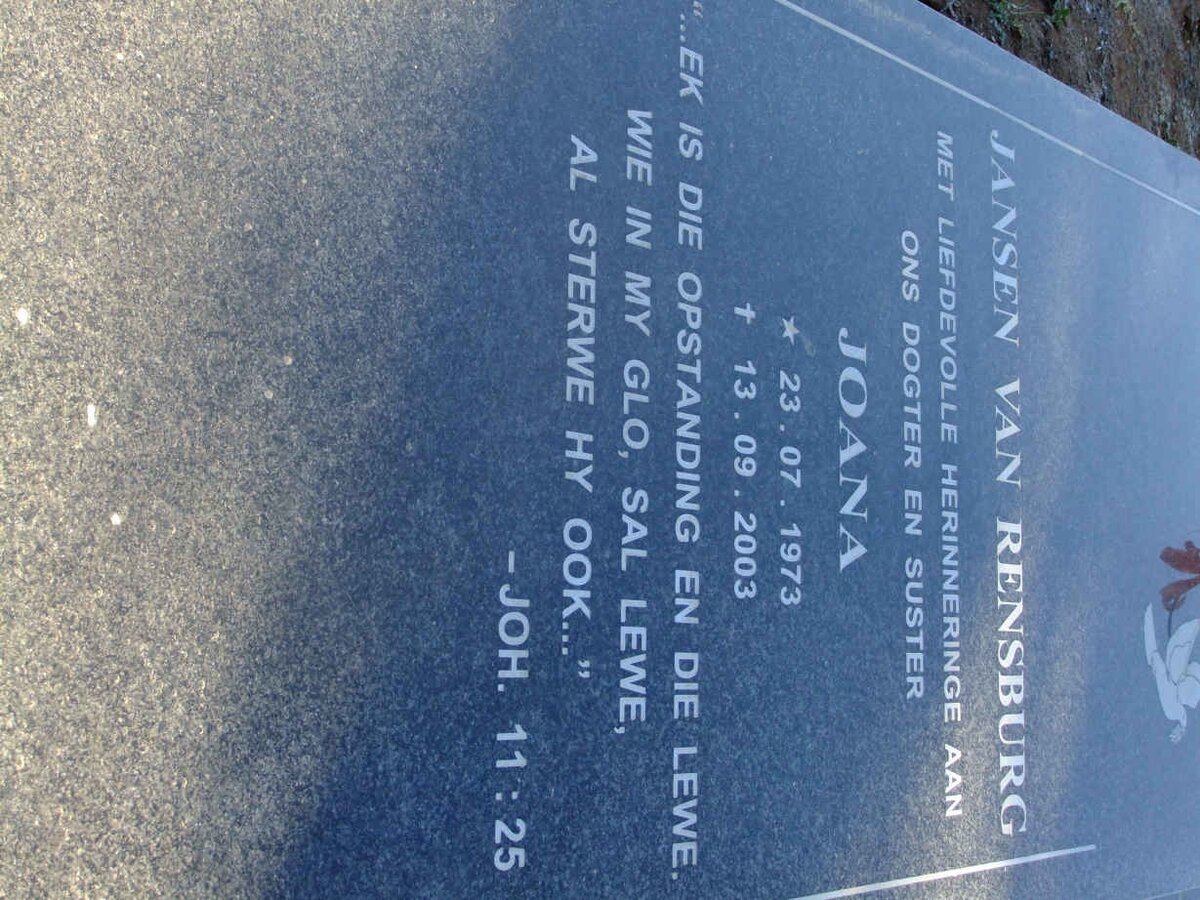 JANSEN VAN RENSBURG
MET LIEFDEVOLLE HERINNERINGE AAN
ONS DOGTER EN SUSTER
JOANA
★ 23.07.1973
✝ 13.09.2003
“...EK IS DIE OPSTANDING EN DIE LEWE.
WIE IN MY GLO, SAL LEWE,
AL STERWE HY OOK...”
–JOH. 11:25